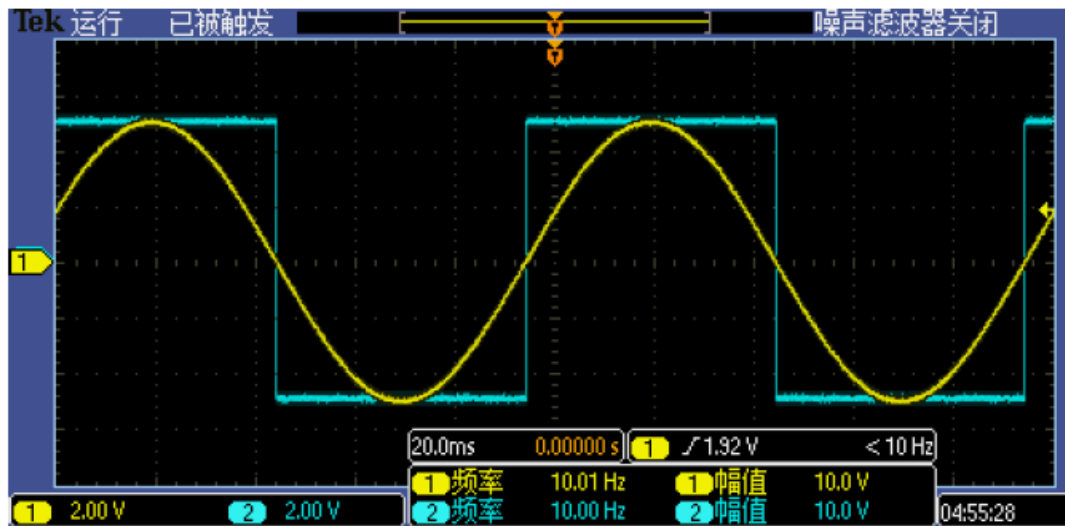 Tek 运行 已被触发 噪声滤波器关闭
T
T
1
20.0ms 0.00000 s 1 1.92 V < 10 Hz
1 频率 10.01 Hz 1 幅值 10.0 V
2 频率 10.00 Hz 2 幅值 10.0 V
1 2.00 V 2 2.00 V 04:55:28